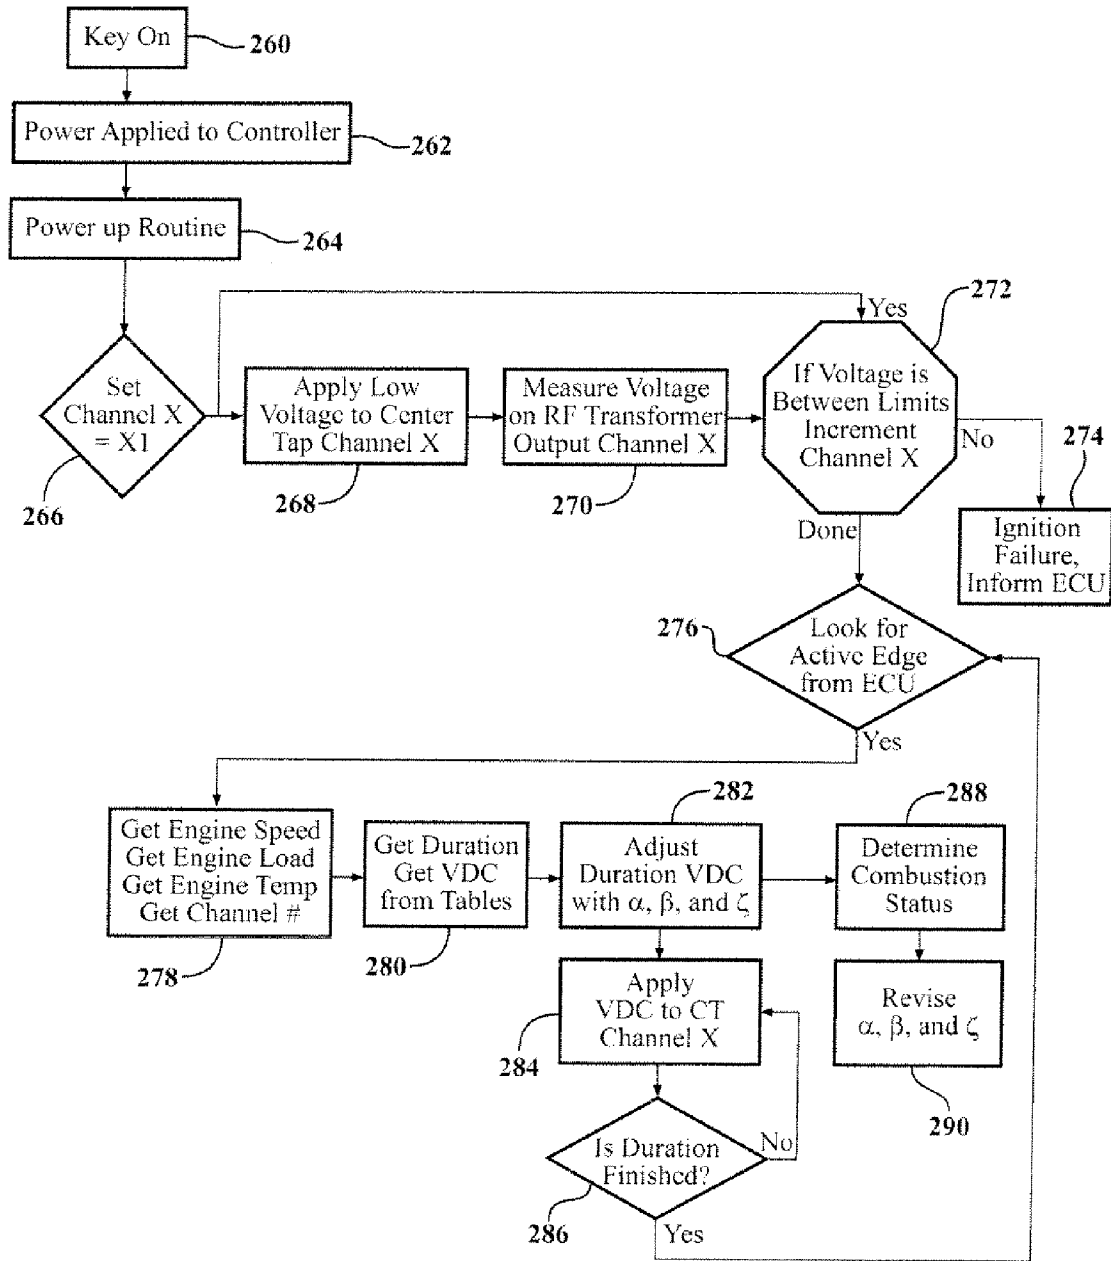 Key On
260
Power Applied to Controller
262
Power up Routine
264
Set
Channel X
= X1
266
Apply Low
Voltage to Center
Tap Channel X
268
Measure Voltage
on RF Transformer
Output Channel X
270
Yes
272
If Voltage is
Between Limits
Increment
Channel X
No
Done
274
Ignition
Failure,
Inform ECU
276
Look for
Active Edge
from ECU
Yes
Get Engine Speed
Get Engine Load
Get Engine Temp
Get Channel #
278
Get Duration
Get VDC
from Tables
280
282
Adjust
Duration VDC
with α, β, and ζ
288
Determine
Combustion
Status
Apply
VDC to CT
Channel X
284
Revise
α, β, and ζ
290
Is Duration
Finished?
No
286
Yes